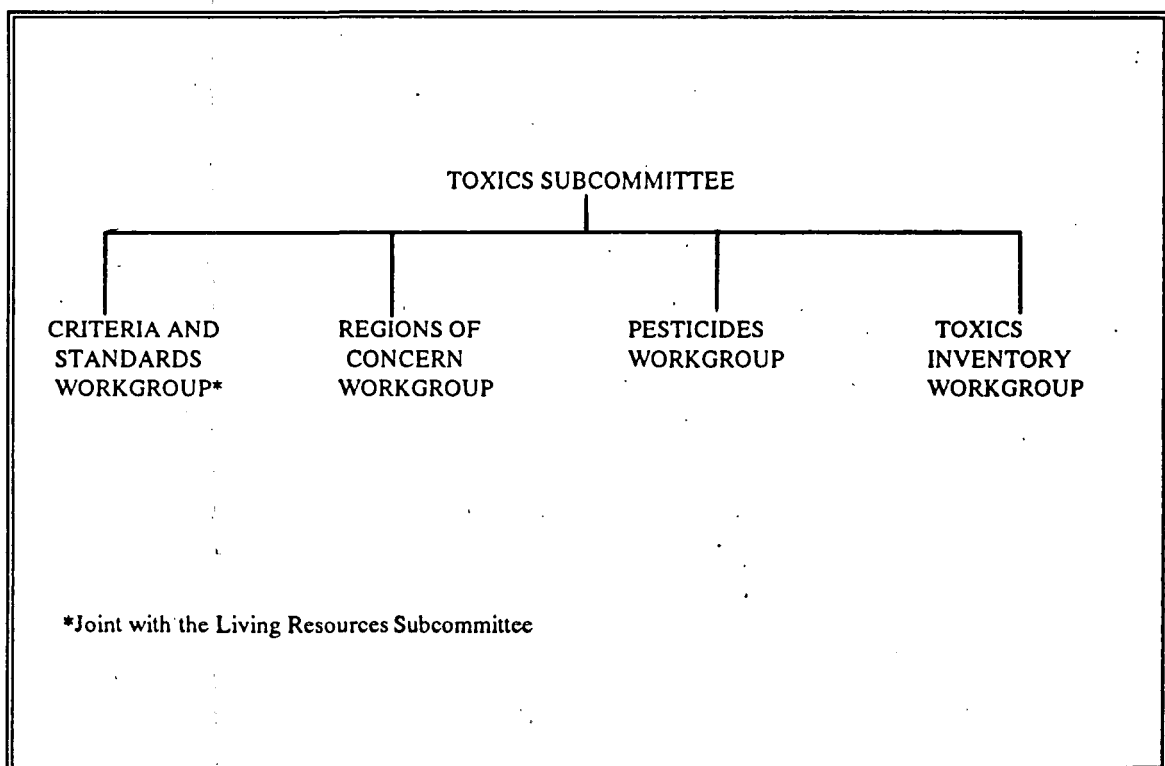 TOXICS SUBCOMMITTEE
CRITERIA AND
STANDARDS
WORKGROUP*
REGIONS OF
CONCERN
WORKGROUP
PESTICIDES
WORKGROUP
TOXICS
INVENTORY
WORKGROUP
*Joint with the Living Resources Subcommittee